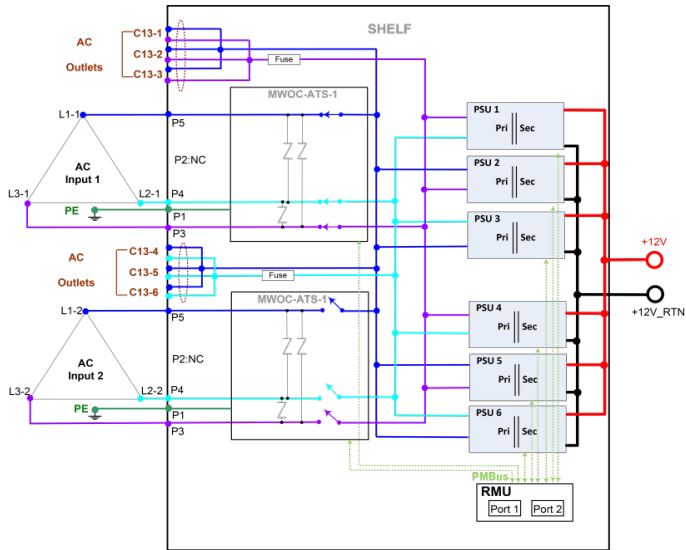 SHELF
C13-1
AC
C13-2
Outlets
C13-3
Fuse
MWOC-ATS-1
L1-1
P5
PSU 1
Pri
Sec
P2:NC
PSU 2
Pri
Sec
AC
Input 1
L3-1
L2-1
P4
PE
P1
P3
PSU 3
Pri
Sec
+12V
AC
C13-4
C13-5
Outlets
C13-6
Fuse
MWOC-ATS-1
+12V_RTN
L1-2
P5
PSU 4
Pri
Sec
P2:NC
AC
Input 2
PSU 5
Pri
Sec
L3-2
L2-2
P4
PE
P1
P3
PSU 6
Pri
Sec
PMBus
RMU
Port 1
Port 2